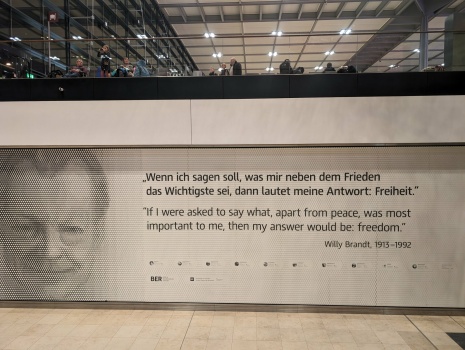 „Wenn ich sagen soll, was mir neben dem Frieden
das Wichtigste sei, dann lautet meine Antwort: Freiheit.”
“If I were asked to say what, apart from peace, was most
important to me, then my answer would be: freedom.”
Willy Brandt, 1913–1992
BER